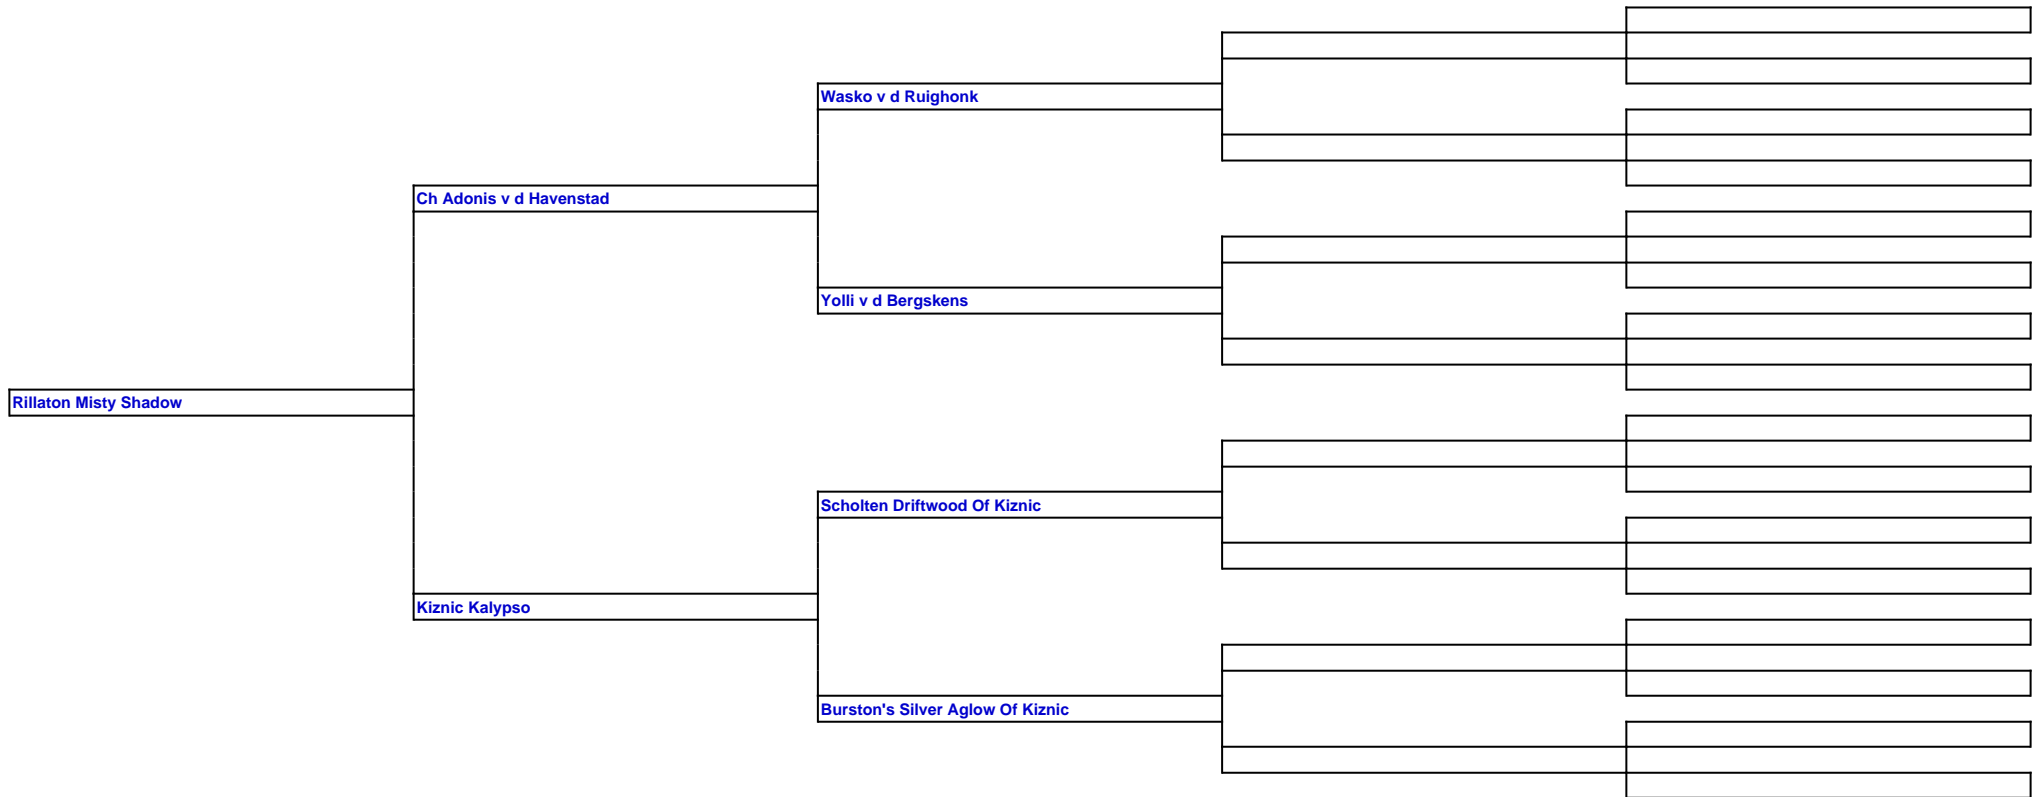 Wasko v d Ruighonk
Ch Adonis v d Havenstad
Yolli v d Bergskens
Rillaton Misty Shadow
Scholten Driftwood Of Kiznic
Kiznic Kalypso
Burston's Silver Aglow Of Kiznic